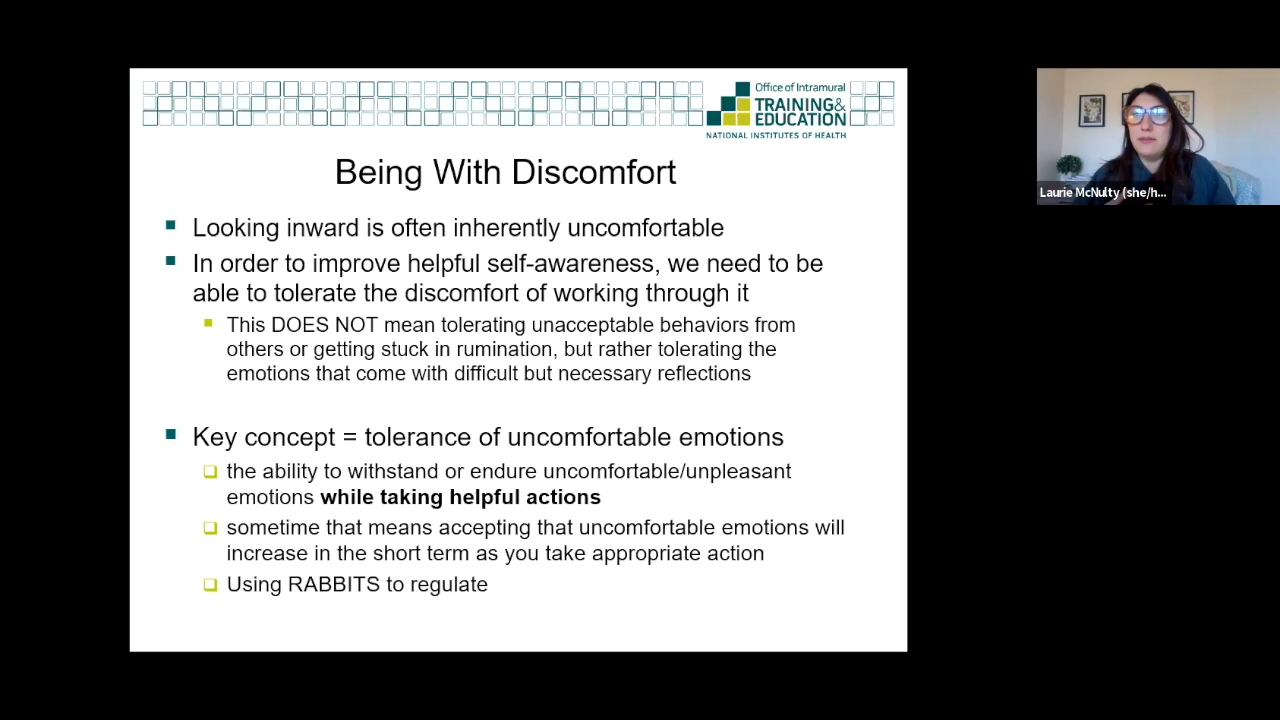 Office of Intramural
TRAINING&
EDUCATION
NATIONAL INSTITUTES OF HEALTH
Being With Discomfort
Looking inward is often inherently uncomfortable
In order to improve helpful self-awareness, we need to be
able to tolerate the discomfort of working through it
This DOES NOT mean tolerating unacceptable behaviors from
others or getting stuck in rumination, but rather tolerating the
emotions that come with difficult but necessary reflections
Key concept = tolerance of uncomfortable emotions
the ability to withstand or endure uncomfortable/unpleasant
emotions while taking helpful actions
sometime that means accepting that uncomfortable emotions will
increase in the short term as you take appropriate action
Using RABBITS to regulate
Laurie McNulty (she/h...